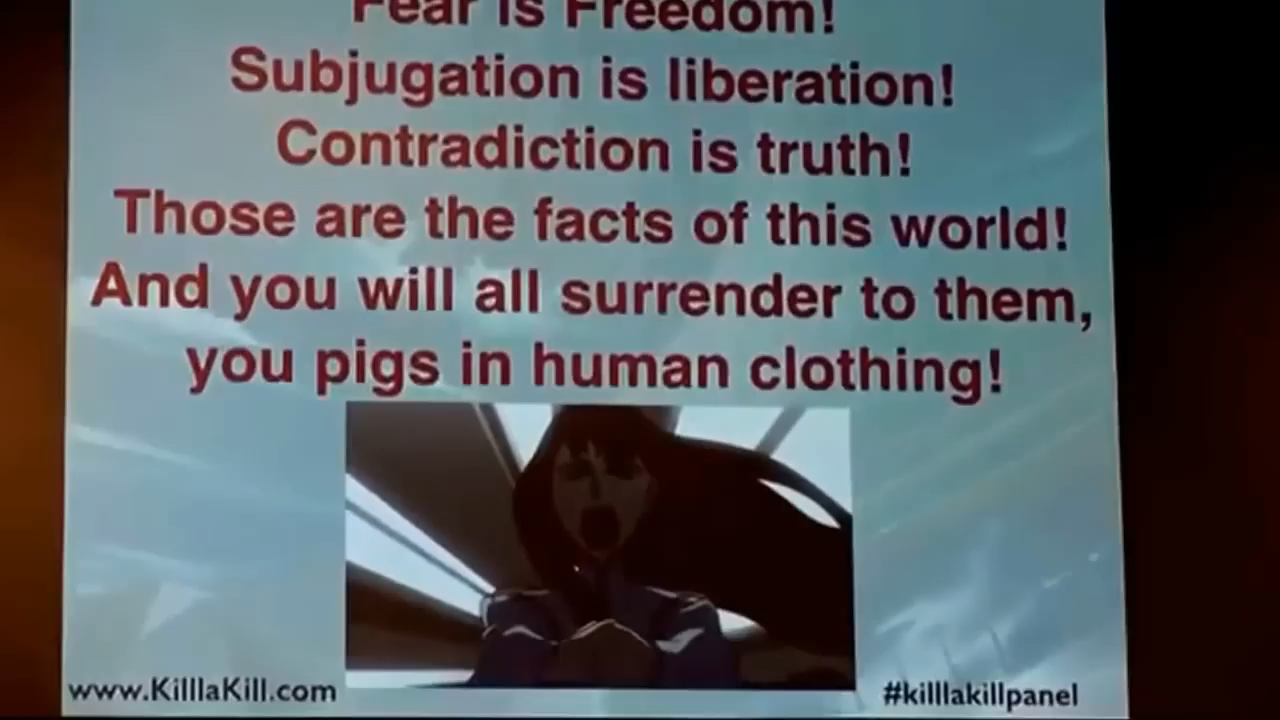 Fear is Freedom!
Subjugation is liberation!
Contradiction is truth!
Those are the facts of this world!
And you will all surrender to them,
you pigs in human clothing!
www.KilllaKill.com
#killlakillpanel